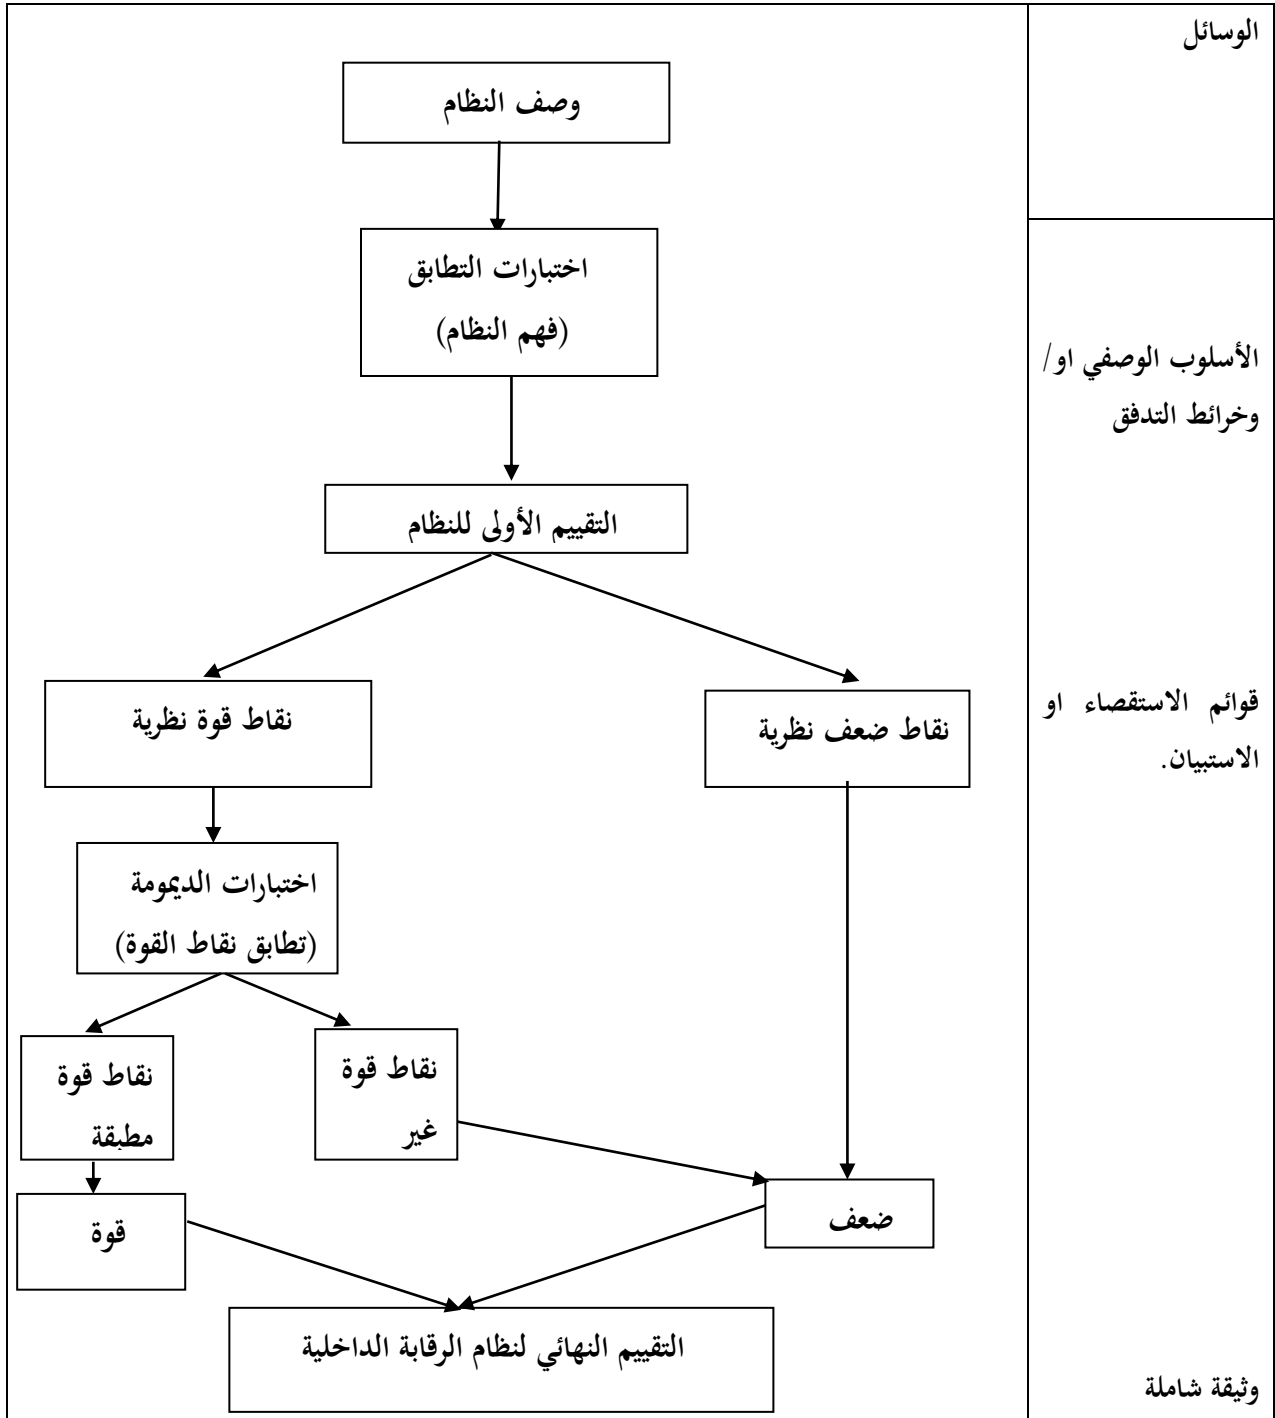 الوسائل
وصف النظام
اختبارات التطابق
(فهم النظام)
الأسلوب الوصفي او/
وخرائط التدفق
التقييم الأولى للنظام
نقاط قوة نظرية
نقاط ضعف نظرية
قوائم الاستقصاء او
الاستبيان.
اختبارات الديمومة
(تطابق نقاط القوة)
نقاط قوة
مطبقة
نقاط قوة
غير
قوة
ضعف
التقييم النهائي لنظام الرقابة الداخلية
وثيقة شاملة